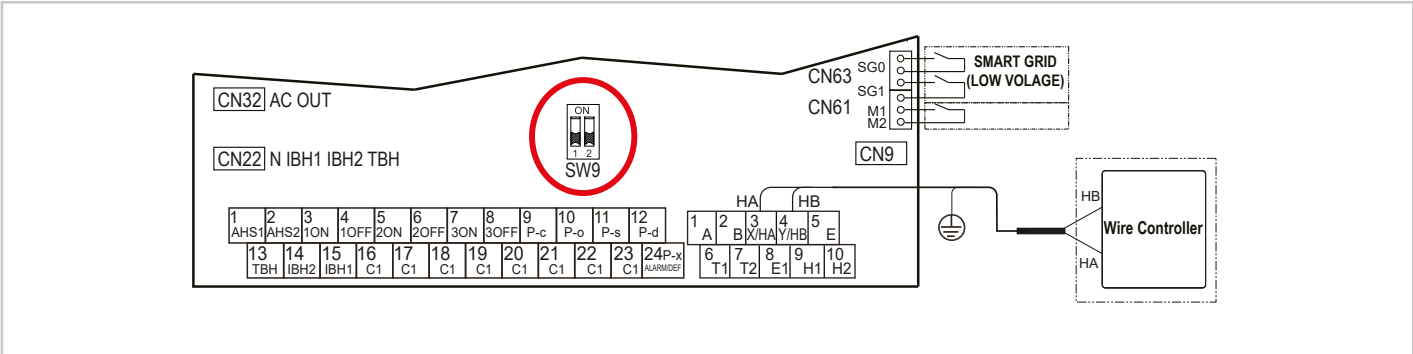 CN32 AC OUT
CN22 N IBH1 IBH2 TBH
ON
1 2
SW9
CN63
SG0
SG1
CN61
M1
M2
SMART GRID
(LOW VOLAGE)
CN9
HA
HB
HB
Wire Controller
HA
1 AHS1 2 AHS2 3 1ON 4 1OFF 5 2ON 6 2OFF 7 3ON 8 3OFF 9 P-c 10 P-o 11 P-s 12 P-d
13 TBH 14 IBH2 15 IBH1 16 C1 17 C1 18 C1 19 C1 20 C1 21 C1 22 C1 23 C1 24 P-x ALARM/DEF
1 A 2 B 3 X/HA 4 Y/HB 5 E
6 T1 7 T2 8 E1 9 H1 10 H2